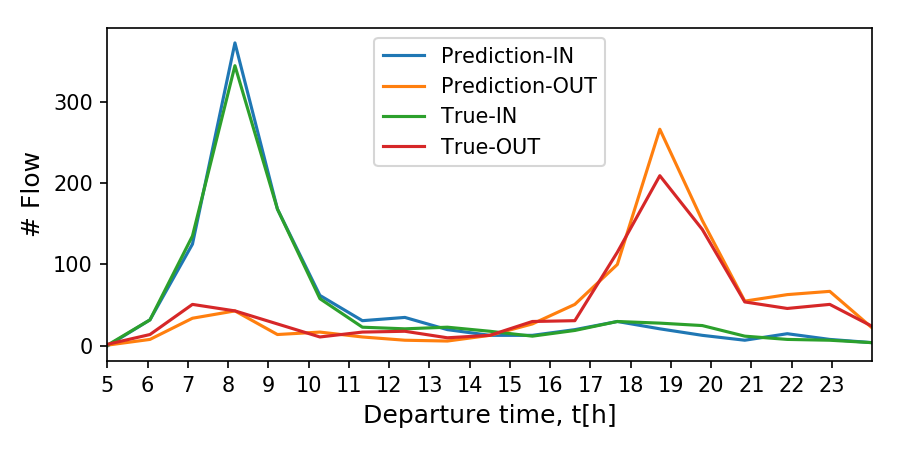 Prediction-IN
Prediction-OUT
True-IN
True-OUT
# Flow
300
200
100
0
5 6 7 8 9 10 11 12 13 14 15 16 17 18 19 20 21 22 23
Departure time, t[h]